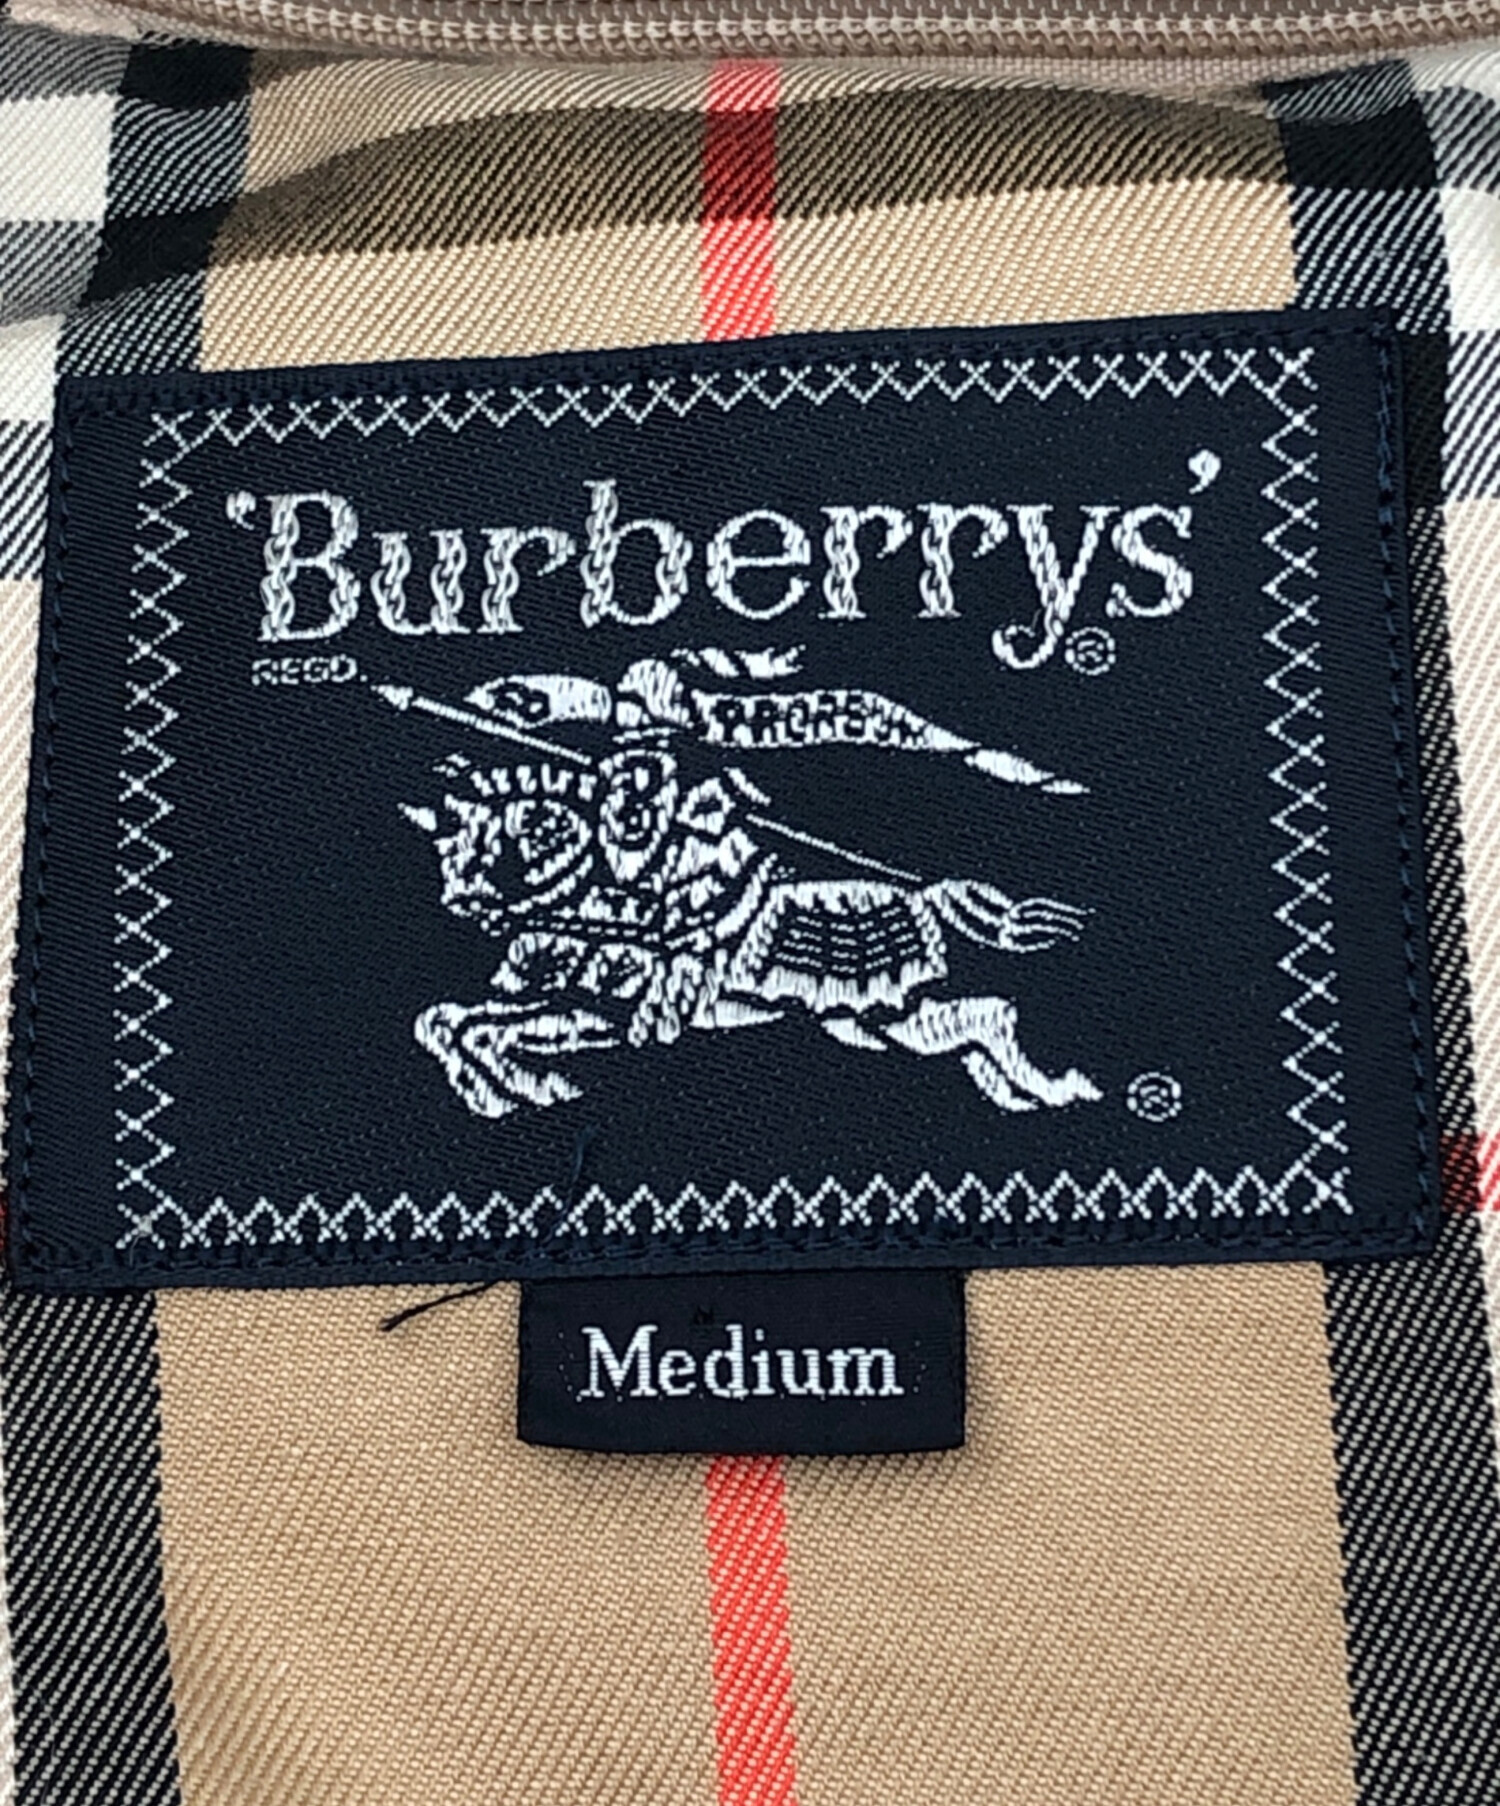 'Burberrys'®
REGD.
PRORSUM
®
Medium